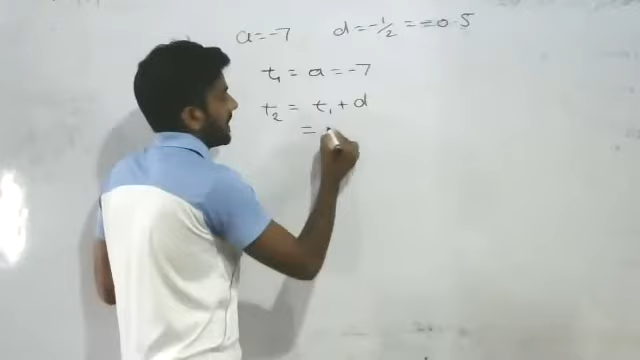 a = -7 d = -1/2 = -0.5
t₁ = a = -7
t₂ = t₁ + d
=